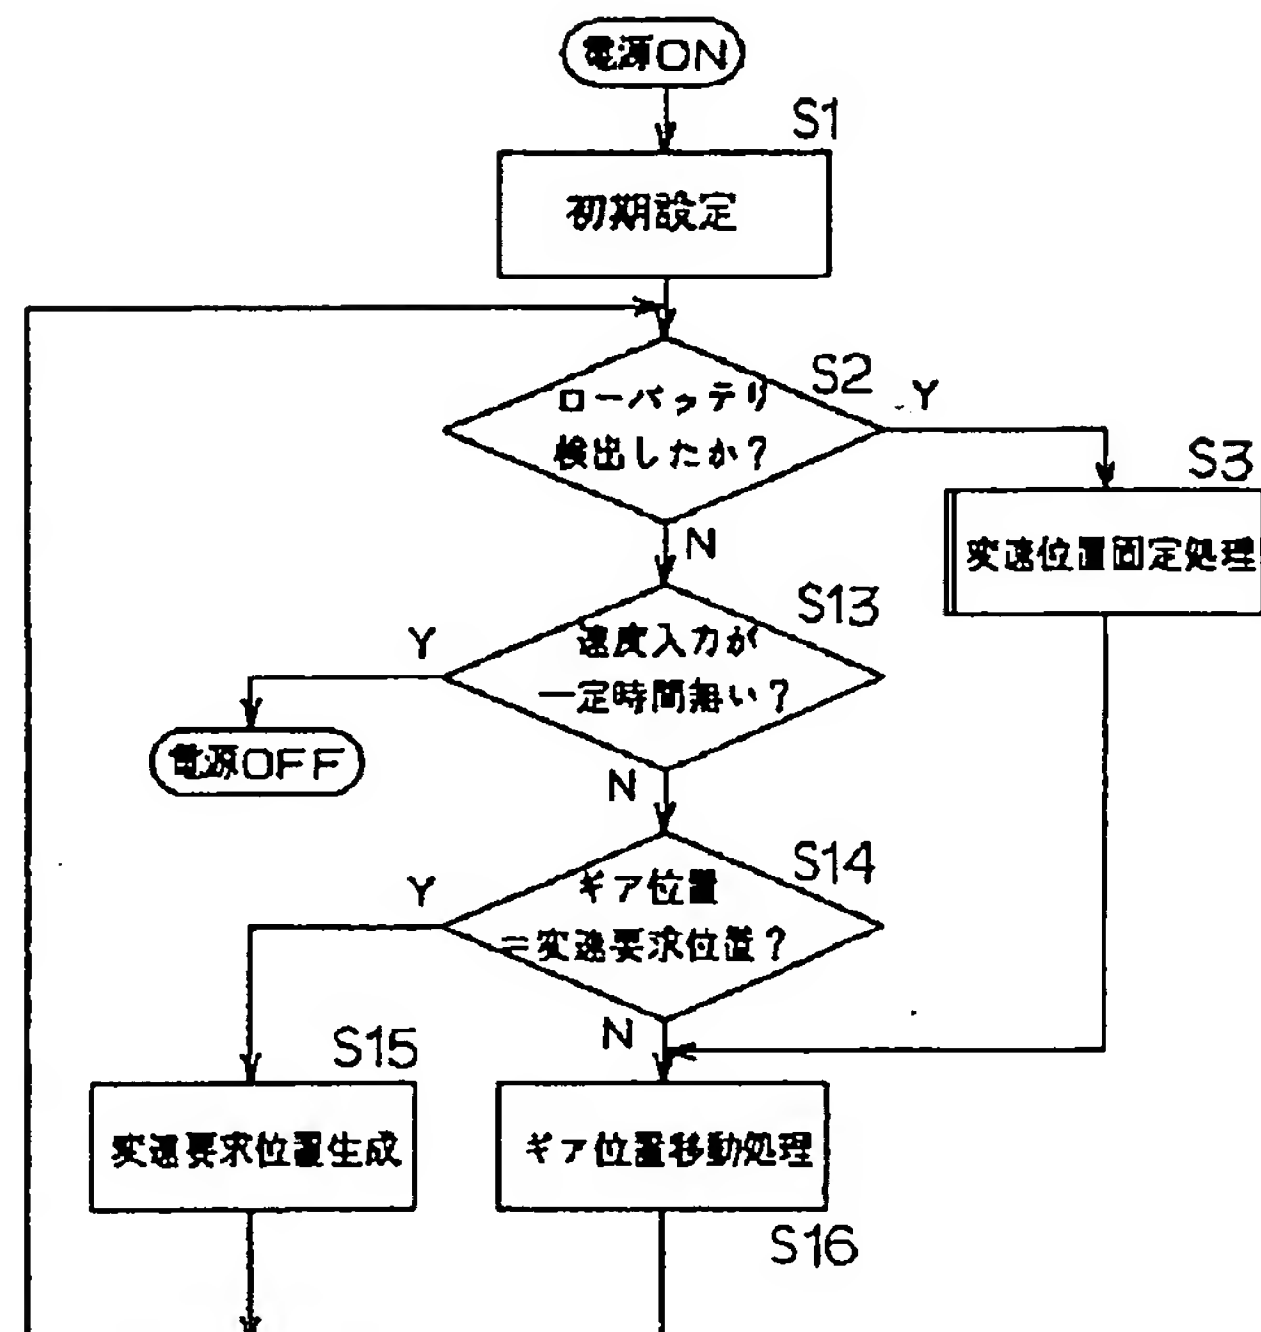 電源ON
S1
初期設定
S2
ローバッテリ
検出したか?
Y
N
S3
変速位置固定処理
S13
速度入力が
一定時間無い?
Y
電源OFF
N
S14
ギア位置
=変速要求位置?
Y
N
S15
変速要求位置生成
ギア位置移動処理
S16